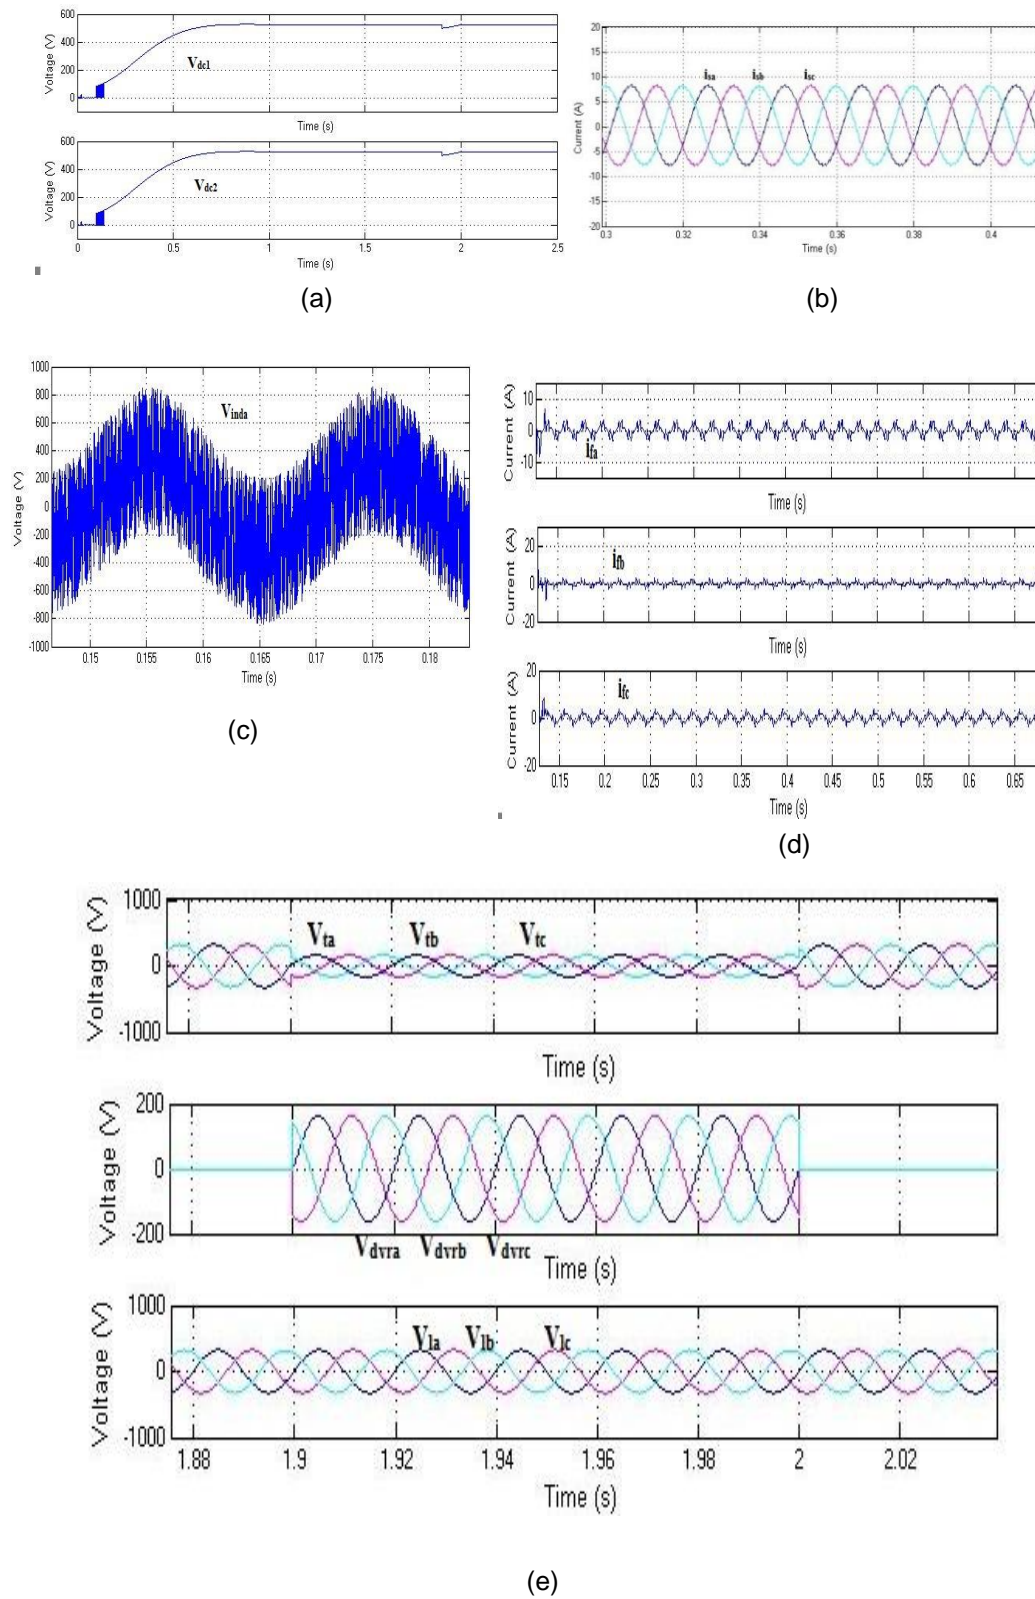 600
400
200
0
Voltage (V)
Vdc1
Time (s)
600
400
200
0
Voltage (V)
Vdc2
0 0.5 1 1.5 2 2.5
Time (s)
(a)
20
15
10
5
0
-5
-10
-15
-20
Current (A)
isa isb isc
0.3 0.32 0.34 0.36 0.38 0.4
Time (s)
(b)
1000
800
600
400
200
0
-200
-400
-600
-800
-1000
Voltage (V)
Vinda
0.15 0.155 0.16 0.165 0.17 0.175 0.18
Time (s)
(c)
10
0
-10
Current (A)
ifa
Time (s)
20
0
-20
Current (A)
ifb
Time (s)
20
0
-20
Current (A)
ifc
0.15 0.2 0.25 0.3 0.35 0.4 0.45 0.5 0.55 0.6 0.65
Time (s)
(d)
1000
0
-1000
Voltage (V)
Vta Vtb Vtc
Time (s)
200
0
-200
Voltage (V)
Vdvra Vdvrb Vdvrc
Time (s)
1000
0
-1000
Voltage (V)
Vla Vlb Vlc
1.88 1.9 1.92 1.94 1.96 1.98 2 2.02
Time (s)
(e)